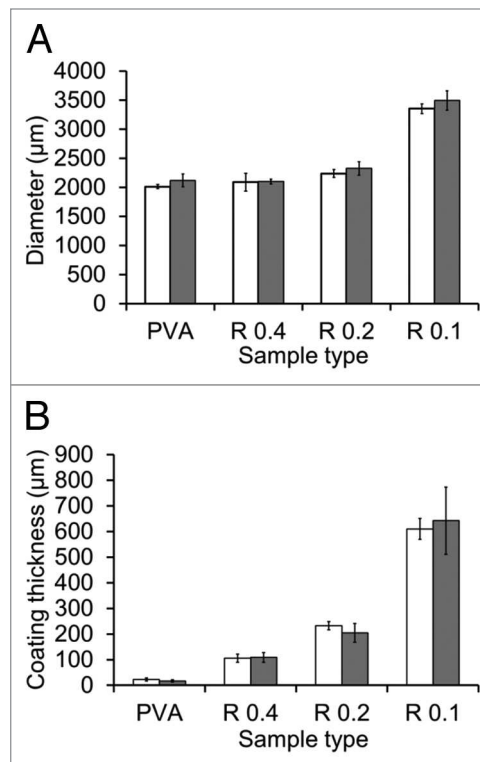 A
4000
3500
3000
2500
2000
1500
1000
500
0
Diameter (µm)
PVA R 0.4 R 0.2 R 0.1
Sample type
B
900
800
700
600
500
400
300
200
100
0
Coating thickness (µm)
PVA R 0.4 R 0.2 R 0.1
Sample type